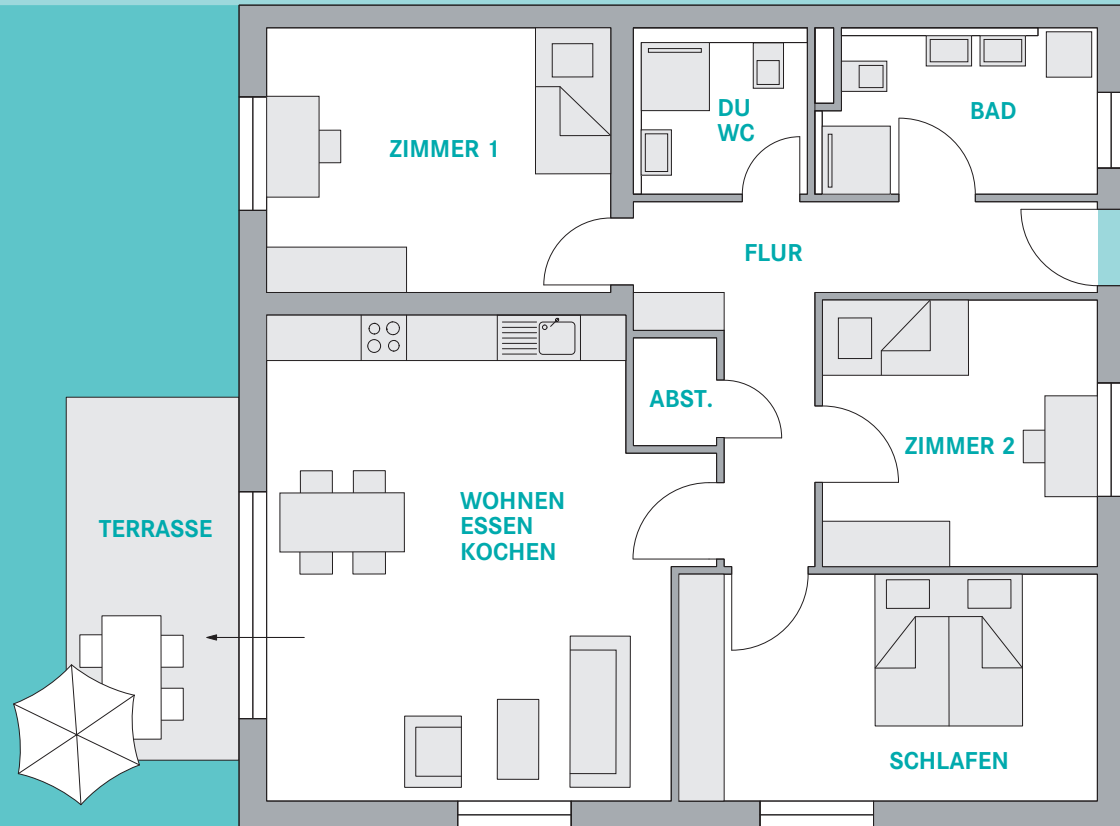 ZIMMER 1
DU
WC
BAD
FLUR
ABST.
ZIMMER 2
TERRASSE
WOHNEN
ESSEN
KOCHEN
SCHLAFEN